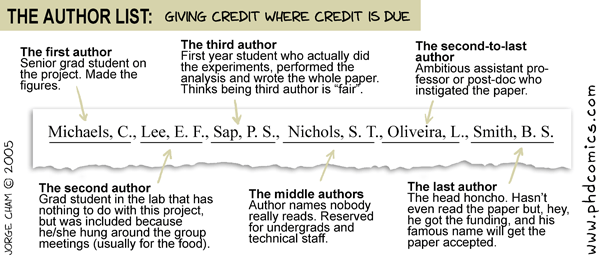 THE AUTHOR LIST: GIVING CREDIT WHERE CREDIT IS DUE
The first author
Senior grad student on
the project. Made the
figures.
The third author
First year student who actually did
the experiments, performed the
analysis and wrote the whole paper.
Thinks being third author is “fair”.
The second-to-last
author
Ambitious assistant pro-
fessor or post-doc who
instigated the paper.
Michaels, C., Lee, E. F., Sap, P. S., Nichols, S. T., Oliveira, L., Smith, B. S.
The second author
Grad student in the lab that has
nothing to do with this project,
but was included because
he/she hung around the group
meetings (usually for the food).
The middle authors
Author names nobody
really reads. Reserved
for undergrads and
technical staff.
The last author
The head honcho. Hasn’t
even read the paper but, hey,
he got the funding, and his
famous name will get the
paper accepted.
JORGE CHAM © 2005
www.phdcomics.com